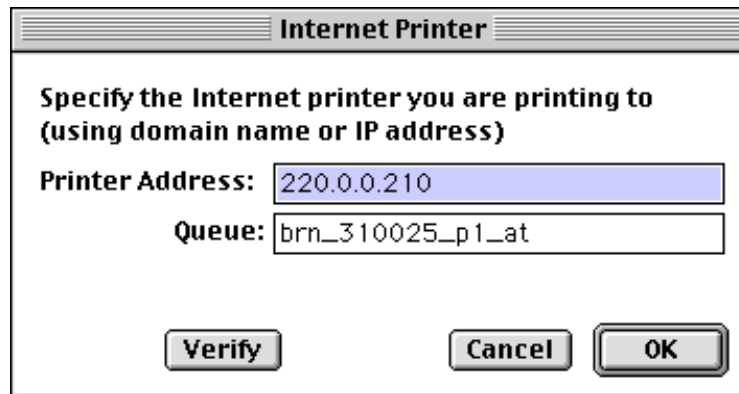 Internet Printer
Specify the Internet printer you are printing to
(using domain name or IP address)
Printer Address: 220.0.0.210
Queue: brn_310025_p1_at
Verify Cancel OK